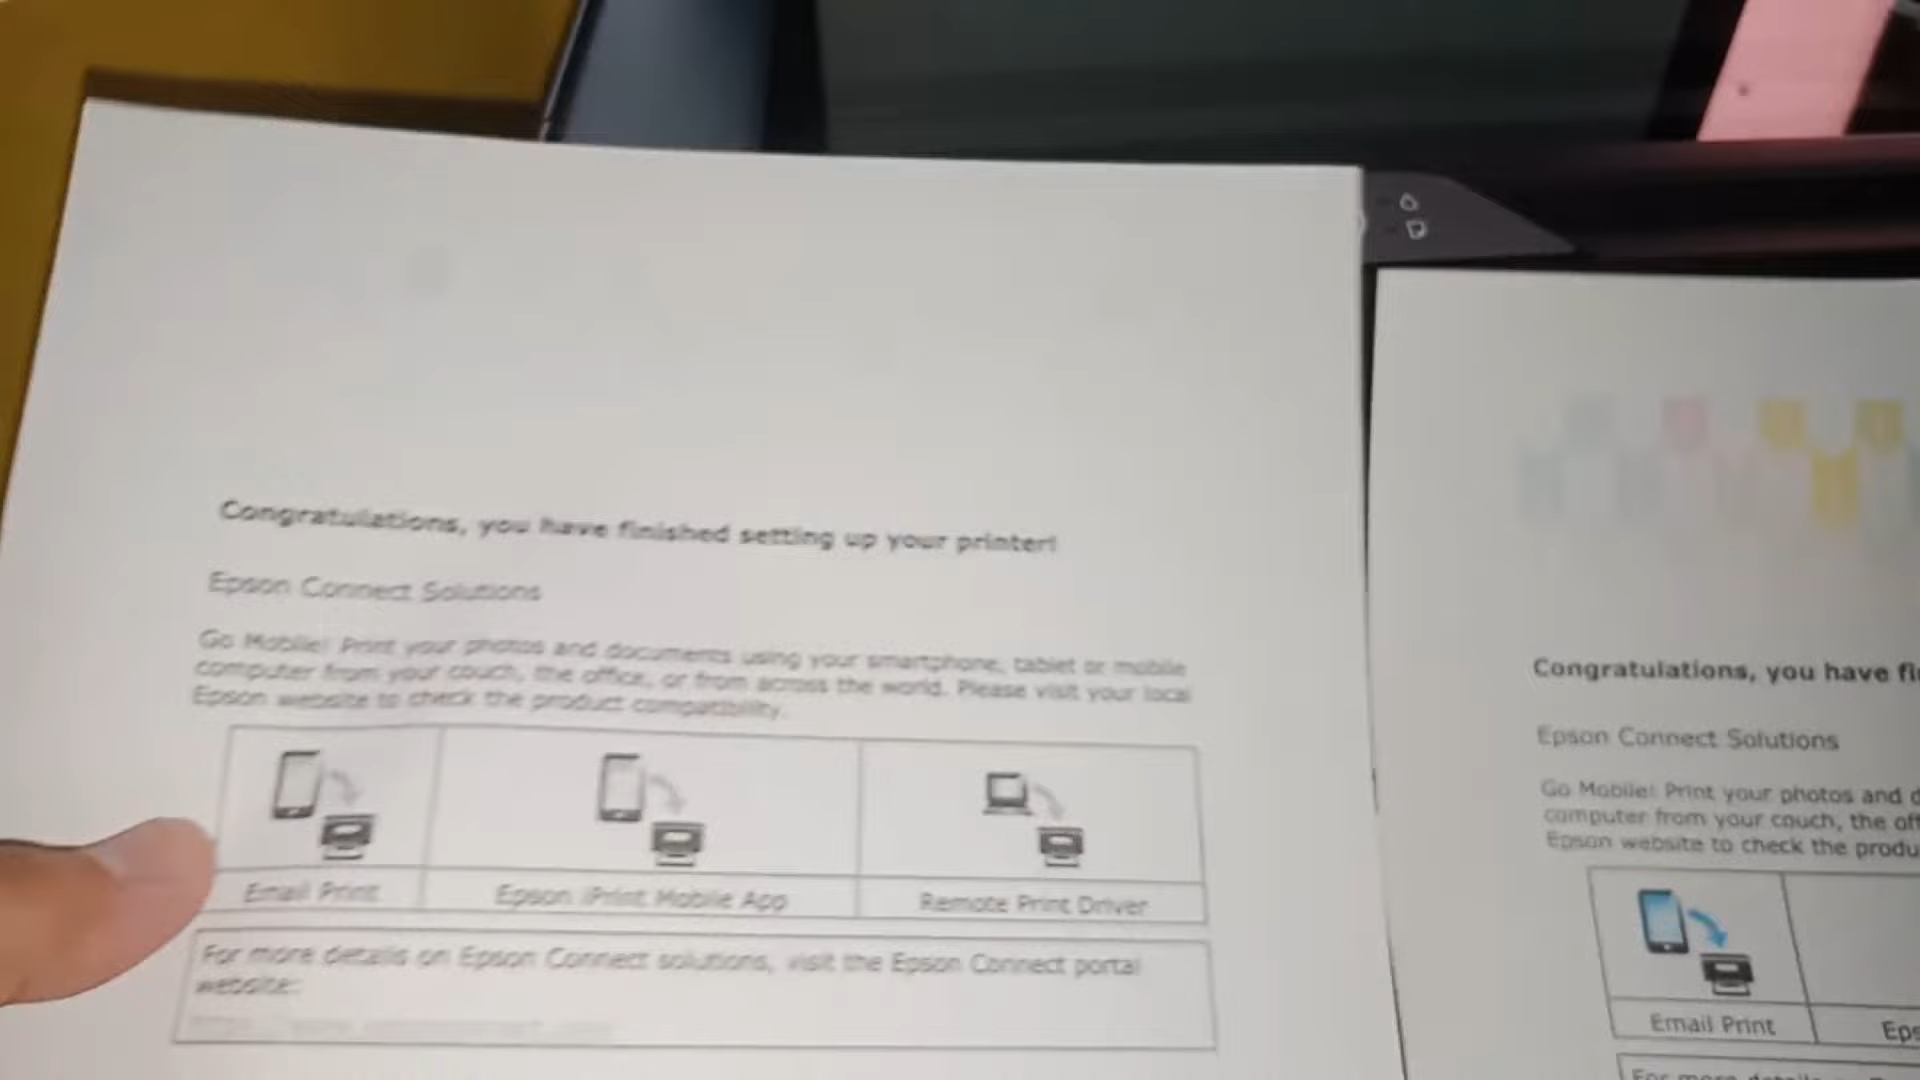 Congratulations, you have finished setting up your printer!
Epson Connect Solutions
Go Mobile! Print your photos and documents using your smartphone, tablet or mobile
computer from your couch, the office, or from across the world. Please visit your local
Epson website to check the product compatibility.
Email Print
Epson iPrint Mobile App
Remote Print Driver
For more details on Epson Connect solutions, visit the Epson Connect portal
website:
Congratulations, you have
Epson Connect Solutions
Go Mobile! Print your photos and
computer from your couch, the
Epson website to check the
Email Print
For more details